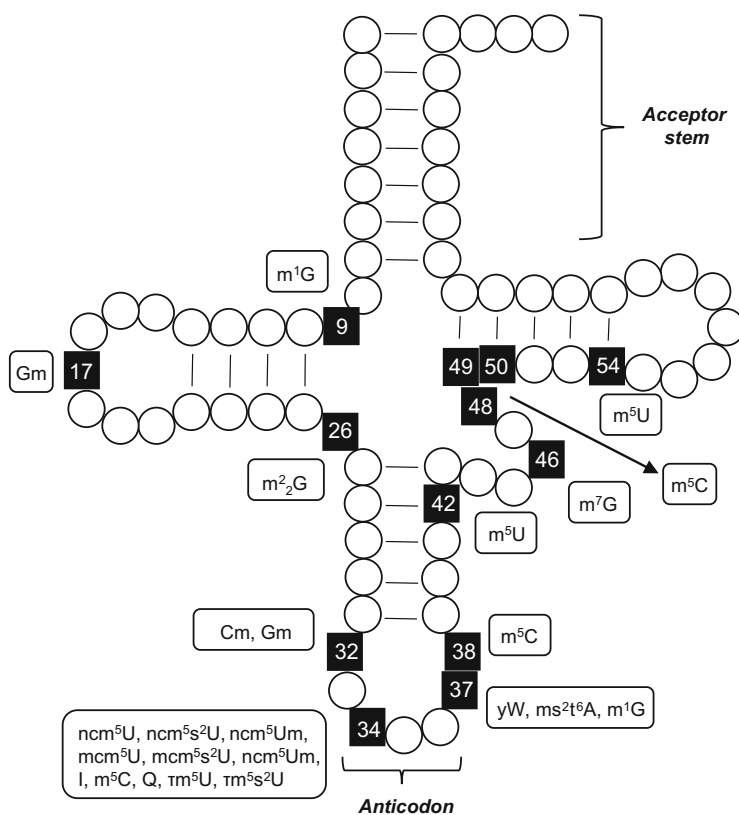 Acceptor
stem
m¹G
9
Gm
17
49 50
54
48
m⁵U
26
46
m²₂G
m⁵C
42
m⁷G
m⁵U
Cm, Gm
m⁵C
32
38
37
yW, ms²t⁶A, m¹G
34
ncm⁵U, ncm⁵s²U, ncm⁵Um,
mcm⁵U, mcm⁵s²U, ncm⁵Um,
I, m⁵C, Q, τm⁵U, τm⁵s²U
Anticodon